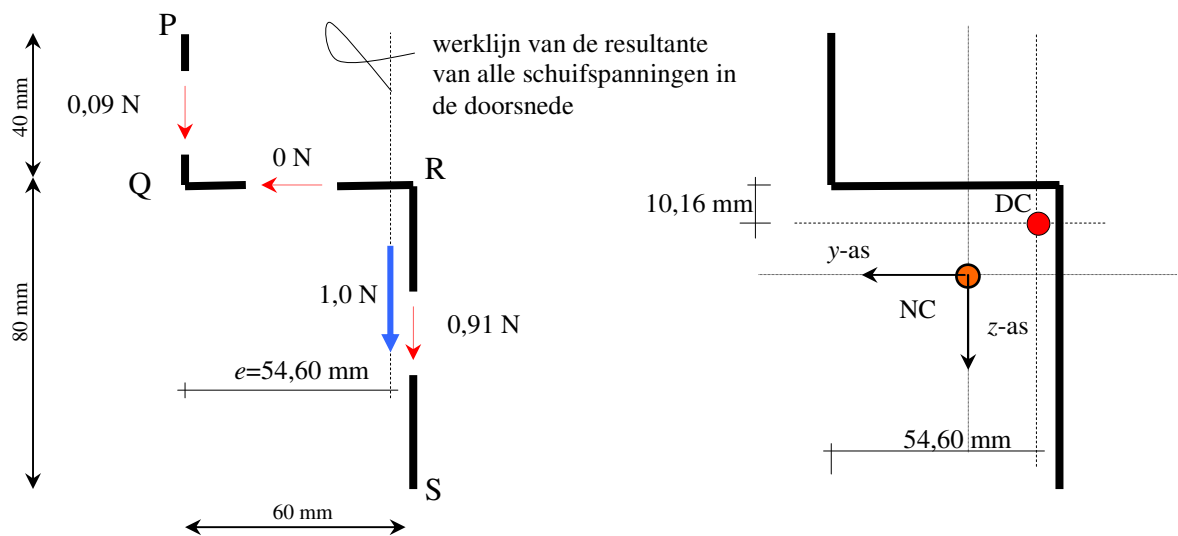 P
40 mm
0,09 N
werklijn van de resultante
van alle schuifspanningen in
de doorsnede
0 N
Q
R
80 mm
1,0 N
0,91 N
e=54,60 mm
S
60 mm
10,16 mm
DC
y-as
NC
z-as
54,60 mm